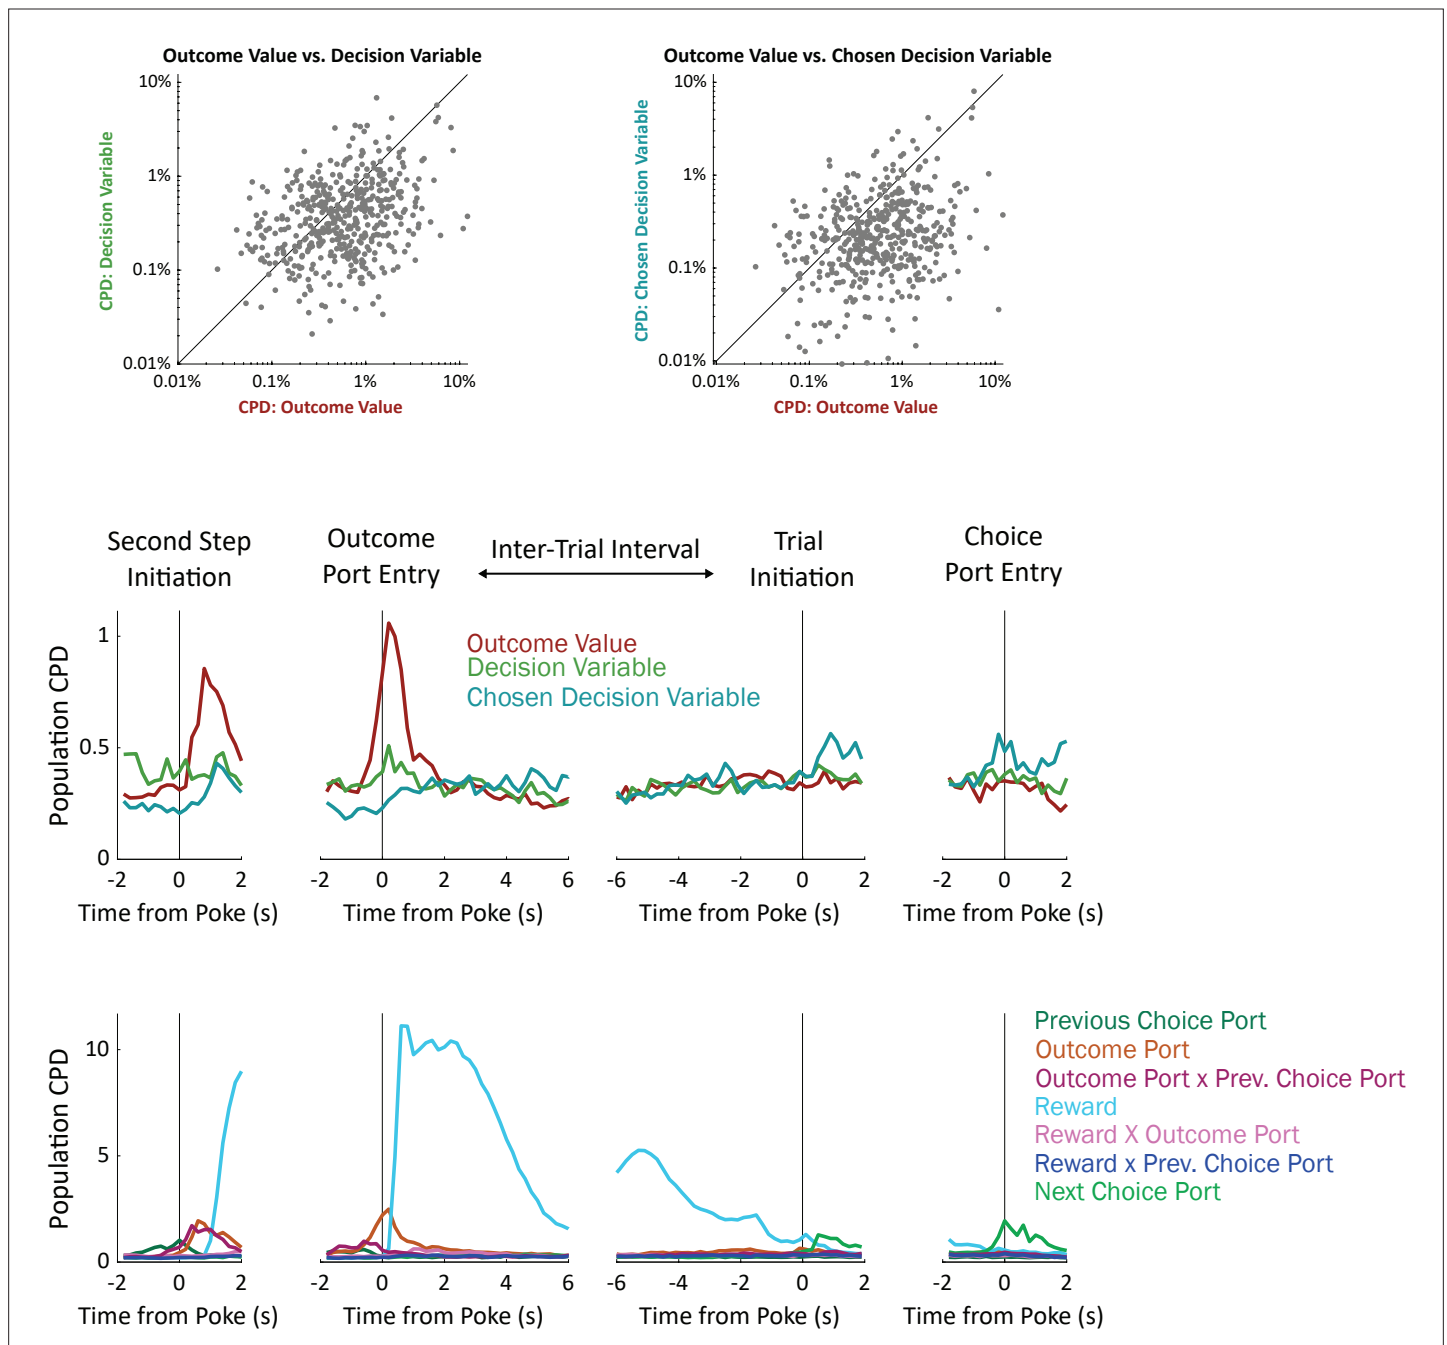 Outcome Value vs. Decision Variable
10%
1%
0.1%
0.01%
CPD: Decision Variable
0.01% 0.1% 1% 10%
CPD: Outcome Value
Outcome Value vs. Chosen Decision Variable
10%
1%
0.1%
0.01%
CPD: Chosen Decision Variable
0.01% 0.1% 1% 10%
CPD: Outcome Value
Second Step
Initiation
Outcome
Port Entry
Inter-Trial Interval
Trial
Initiation
Choice
Port Entry
Outcome Value
Decision Variable
Chosen Decision Variable
Population CPD
1
0.5
0
-2 0 2
Time from Poke (s)
-2 0 2 4 6
Time from Poke (s)
-6 -4 -2 0 2
Time from Poke (s)
-2 0 2
Time from Poke (s)
Previous Choice Port
Outcome Port
Outcome Port x Prev. Choice Port
Reward
Reward X Outcome Port
Reward x Prev. Choice Port
Next Choice Port
Population CPD
10
5
0
-2 0 2
Time from Poke (s)
-2 0 2 4 6
Time from Poke (s)
-6 -4 -2 0 2
Time from Poke (s)
-2 0 2
Time from Poke (s)